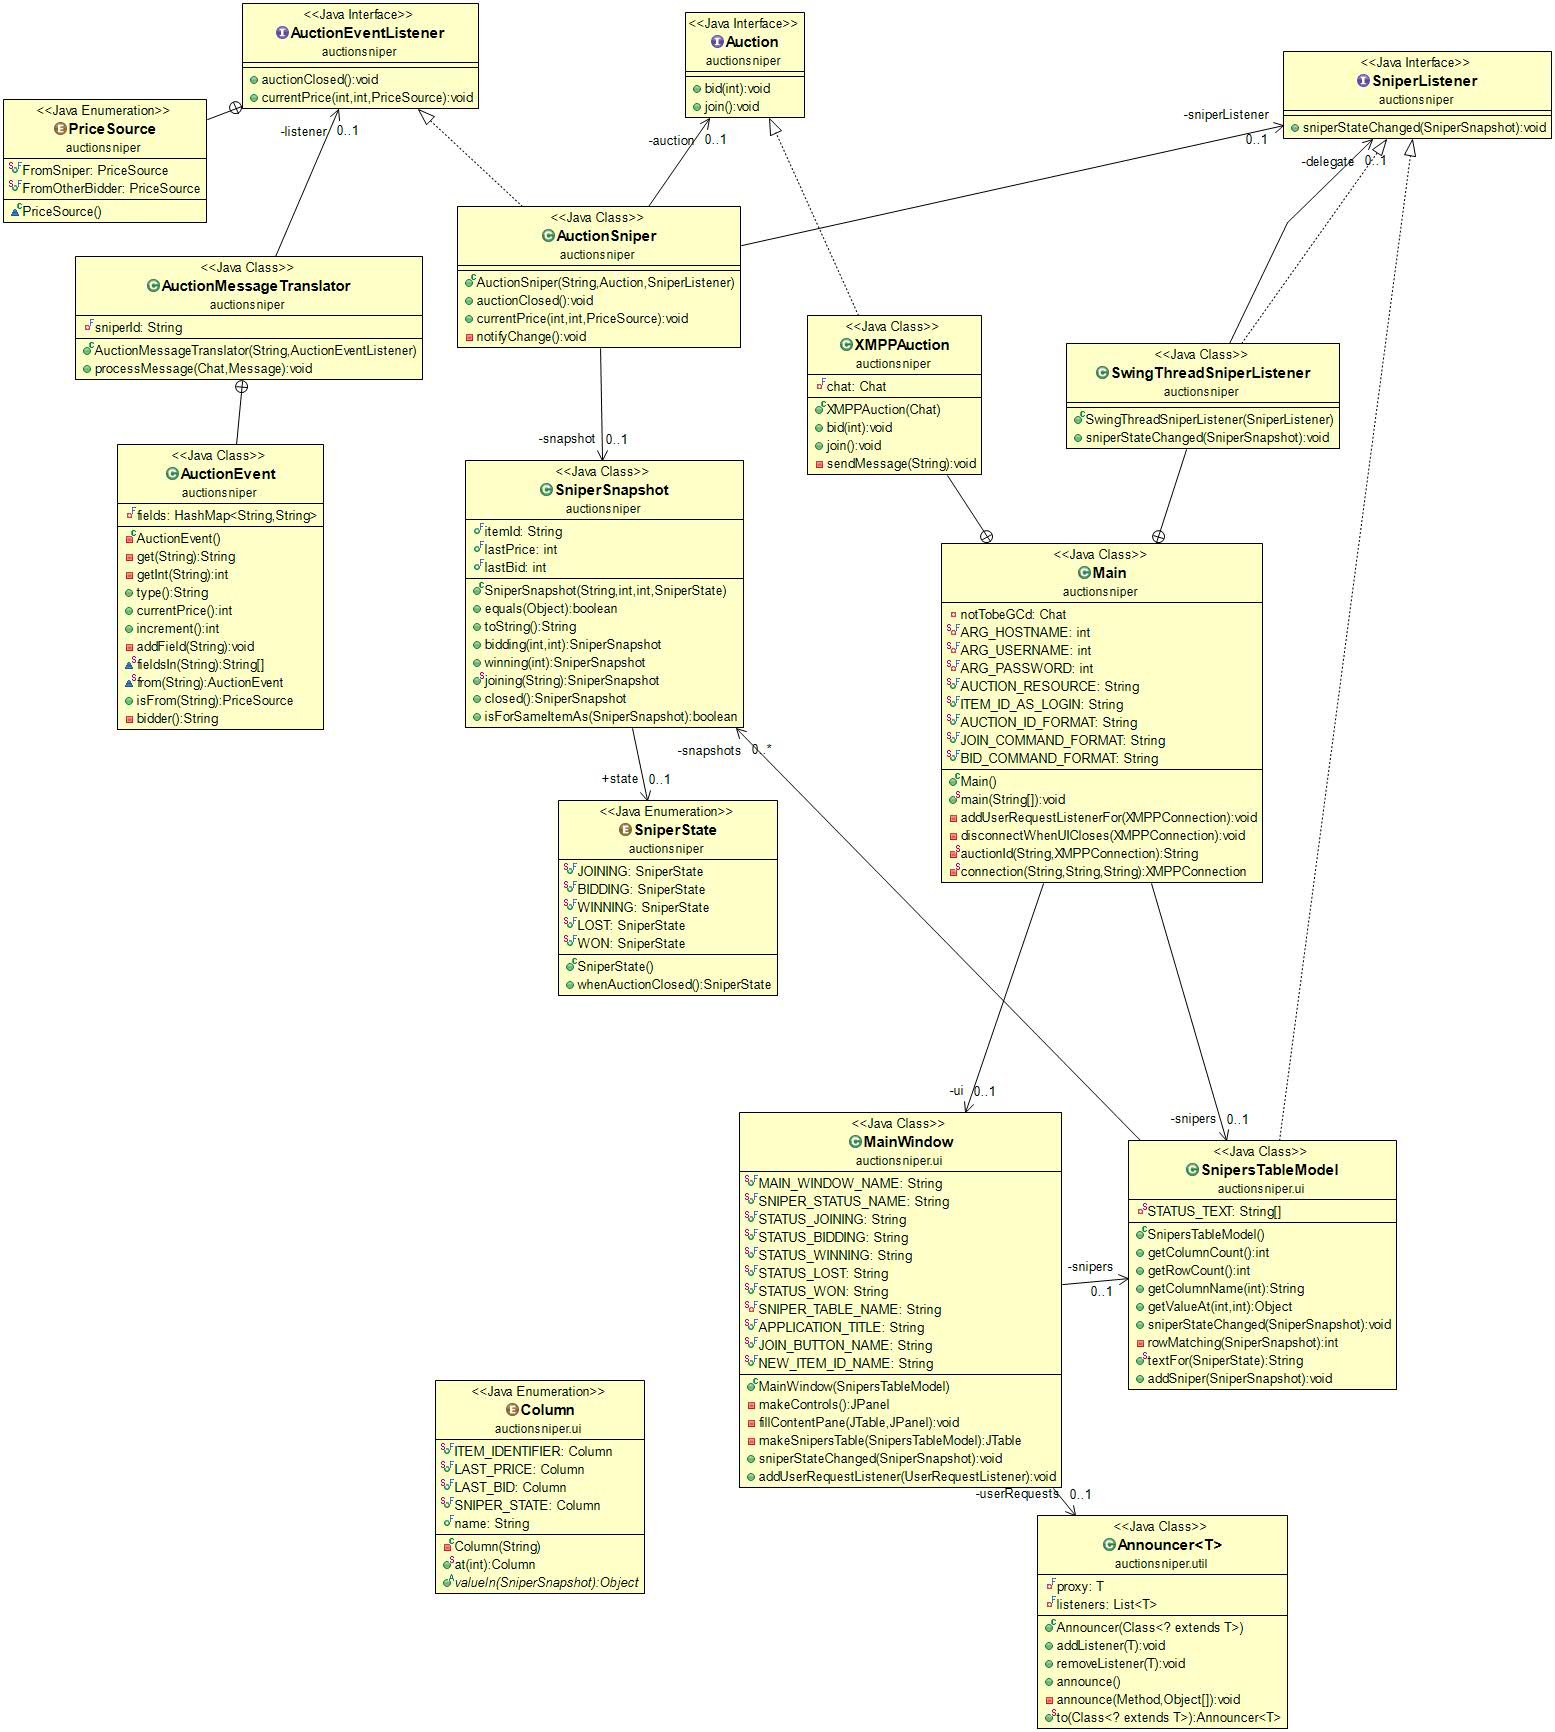 <<Java Interface>>
AuctionEventListener
auctionsniper
auctionClosed():void
currentPrice(int,int,PriceSource):void
<<Java Interface>>
Auction
auctionsniper
bid(int):void
join():void
<<Java Interface>>
SniperListener
auctionsniper
sniperStateChanged(SniperSnapshot):void
<<Java Enumeration>>
PriceSource
auctionsniper
FromSniper: PriceSource
FromOtherBidder: PriceSource
PriceSource()
-listener 0..1
-auction 0..1
-sniperListener
0..1
-delegate 0..1
<<Java Class>>
AuctionMessageTranslator
auctionsniper
sniperId: String
AuctionMessageTranslator(String,AuctionEventListener)
processMessage(Chat,Message):void
<<Java Class>>
AuctionSniper
auctionsniper
AuctionSniper(String,Auction,SniperListener)
auctionClosed():void
currentPrice(int,int,PriceSource):void
notifyChange():void
<<Java Class>>
XMPPAuction
auctionsniper
chat: Chat
XMPPAuction(Chat)
bid(int):void
join():void
sendMessage(String):void
<<Java Class>>
SwingThreadSniperListener
auctionsniper
SwingThreadSniperListener(SniperListener)
sniperStateChanged(SniperSnapshot):void
<<Java Class>>
AuctionEvent
auctionsniper
fields: HashMap<String,String>
AuctionEvent()
get(String):String
getInt(String):int
type():String
currentPrice():int
increment():int
addField(String):void
fieldsIn(String):String[]
from(String):AuctionEvent
isFrom(String):PriceSource
bidder():String
-snapshot 0..1
<<Java Class>>
SniperSnapshot
auctionsniper
itemId: String
lastPrice: int
lastBid: int
SniperSnapshot(String,int,int,SniperState)
equals(Object):boolean
toString():String
bidding(int,int):SniperSnapshot
winning(int):SniperSnapshot
joining(String):SniperSnapshot
closed():SniperSnapshot
isForSameItemAs(SniperSnapshot):boolean
-snapshots 0..*
+state 0..1
<<Java Class>>
Main
auctionsniper
notTobeGCd: Chat
ARG_HOSTNAME: int
ARG_USERNAME: int
ARG_PASSWORD: int
AUCTION_RESOURCE: String
ITEM_ID_AS_LOGIN: String
AUCTION_ID_FORMAT: String
JOIN_COMMAND_FORMAT: String
BID_COMMAND_FORMAT: String
Main()
main(String[]):void
addUserRequestListenerFor(XMPPConnection):void
disconnectWhenUICloses(XMPPConnection):void
auctionId(String,XMPPConnection):String
connection(String,String,String):XMPPConnection
<<Java Enumeration>>
SniperState
auctionsniper
JOINING: SniperState
BIDDING: SniperState
WINNING: SniperState
LOST: SniperState
WON: SniperState
SniperState()
whenAuctionClosed():SniperState
-ui 0..1
-snipers 0..1
<<Java Class>>
MainWindow
auctionsniper.ui
MAIN_WINDOW_NAME: String
SNIPER_STATUS_NAME: String
STATUS_JOINING: String
STATUS_BIDDING: String
STATUS_WINNING: String
STATUS_LOST: String
STATUS_WON: String
SNIPER_TABLE_NAME: String
APPLICATION_TITLE: String
JOIN_BUTTON_NAME: String
NEW_ITEM_ID_NAME: String
MainWindow(SnipersTableModel)
makeControls():JPanel
fillContentPane(JTable,JPanel):void
makeSnipersTable(SnipersTableModel):JTable
sniperStateChanged(SniperSnapshot):void
addUserRequestListener(UserRequestListener):void
-snipers
0..1
<<Java Class>>
SnipersTableModel
auctionsniper.ui
STATUS_TEXT: String[]
SnipersTableModel()
getColumnCount():int
getRowCount():int
getColumnName(int):String
getValueAt(int,int):Object
sniperStateChanged(SniperSnapshot):void
rowMatching(SniperSnapshot):int
textFor(SniperState):String
addSniper(SniperSnapshot):void
<<Java Enumeration>>
Column
auctionsniper.ui
ITEM_IDENTIFIER: Column
LAST_PRICE: Column
LAST_BID: Column
SNIPER_STATE: Column
name: String
Column(String)
at(int):Column
valueIn(SniperSnapshot):Object
-userRequests 0..1
<<Java Class>>
Announcer<T>
auctionsniper.util
proxy: T
listeners: List<T>
Announcer(Class<? extends T>)
addListener(T):void
removeListener(T):void
announce()
announce(Method,Object[]):void
to(Class<? extends T>):Announcer<T>